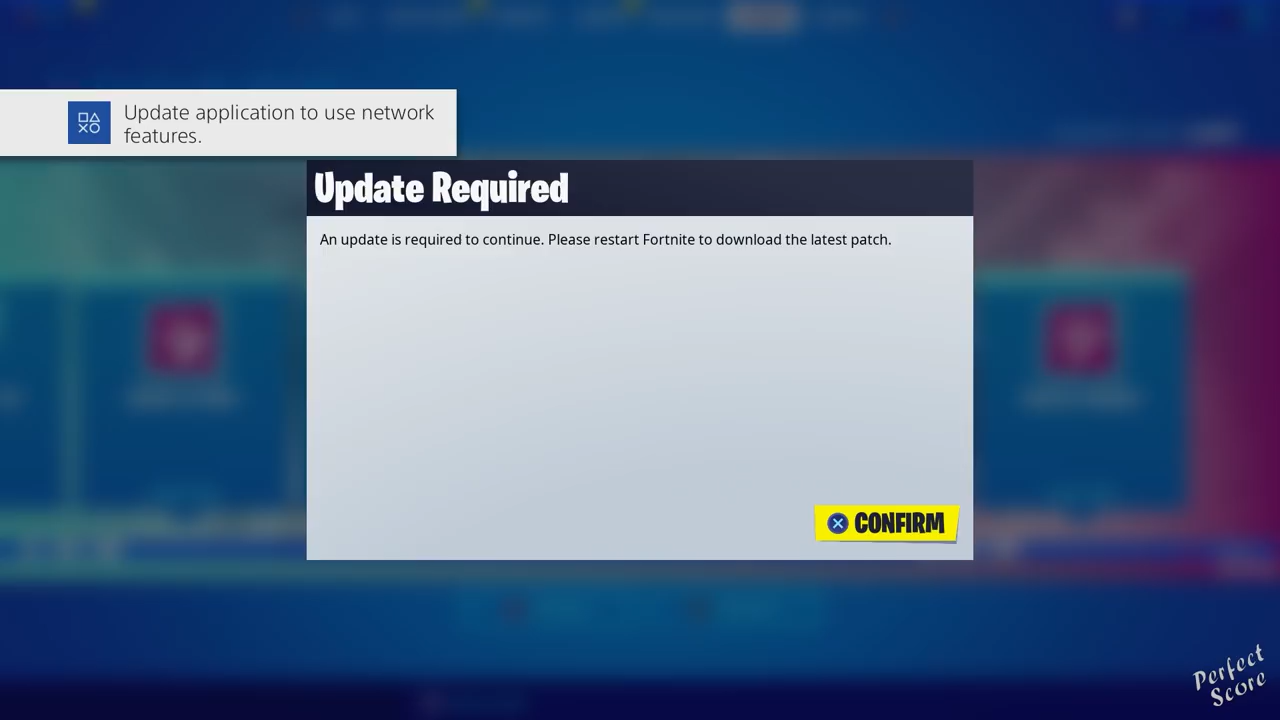 Update application to use network
features.
Update Required
An update is required to continue. Please restart Fortnite to download the latest patch.
CONFIRM
Perfect
Score